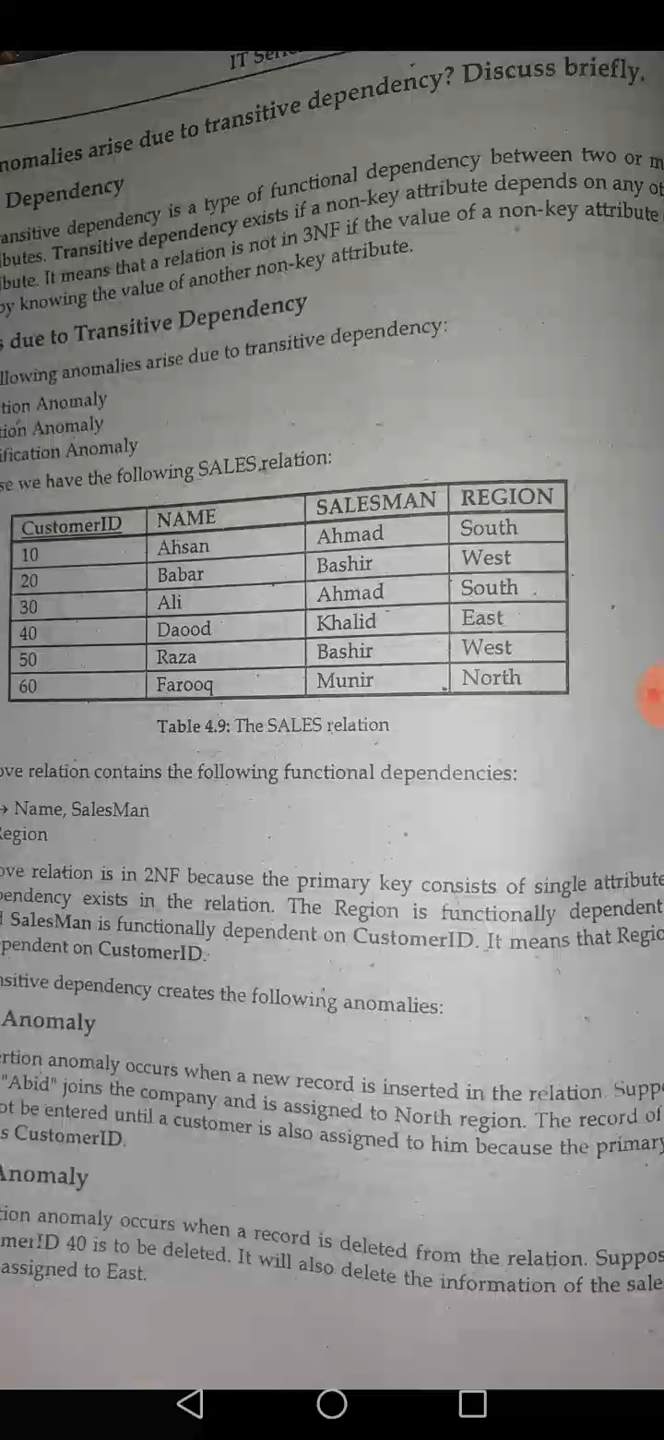 IT Series
nomalies arise due to transitive dependency? Discuss briefly.
Dependency
ansitive dependency is a type of functional dependency between two or m
ibutes. Transitive dependency exists if a non-key attribute depends on any ot
bute. It means that a relation is not in 3NF if the value of a non-key attribute
by knowing the value of another non-key attribute.
s due to Transitive Dependency
llowing anomalies arise due to transitive dependency:
tion Anomaly
tion Anomaly
ification Anomaly
se we have the following SALES relation:
CustomerID NAME SALESMAN REGION
10 Ahsan Ahmad South
20 Babar Bashir West
30 Ali Ahmad South
40 Daood Khalid East
50 Raza Bashir West
60 Farooq Munir North
Table 4.9: The SALES relation
ove relation contains the following functional dependencies:
→ Name, SalesMan
Region
ove relation is in 2NF because the primary key consists of single attribute
pendency exists in the relation. The Region is functionally dependent
d SalesMan is functionally dependent on CustomerID. It means that Regio
pendent on CustomerID.
nsitive dependency creates the following anomalies:
Anomaly
ertion anomaly occurs when a new record is inserted in the relation. Suppo
"Abid" joins the company and is assigned to North region. The record of
ot be entered until a customer is also assigned to him because the primary
s CustomerID.
Anomaly
tion anomaly occurs when a record is deleted from the relation. Suppos
merID 40 is to be deleted. It will also delete the information of the sale
assigned to East.